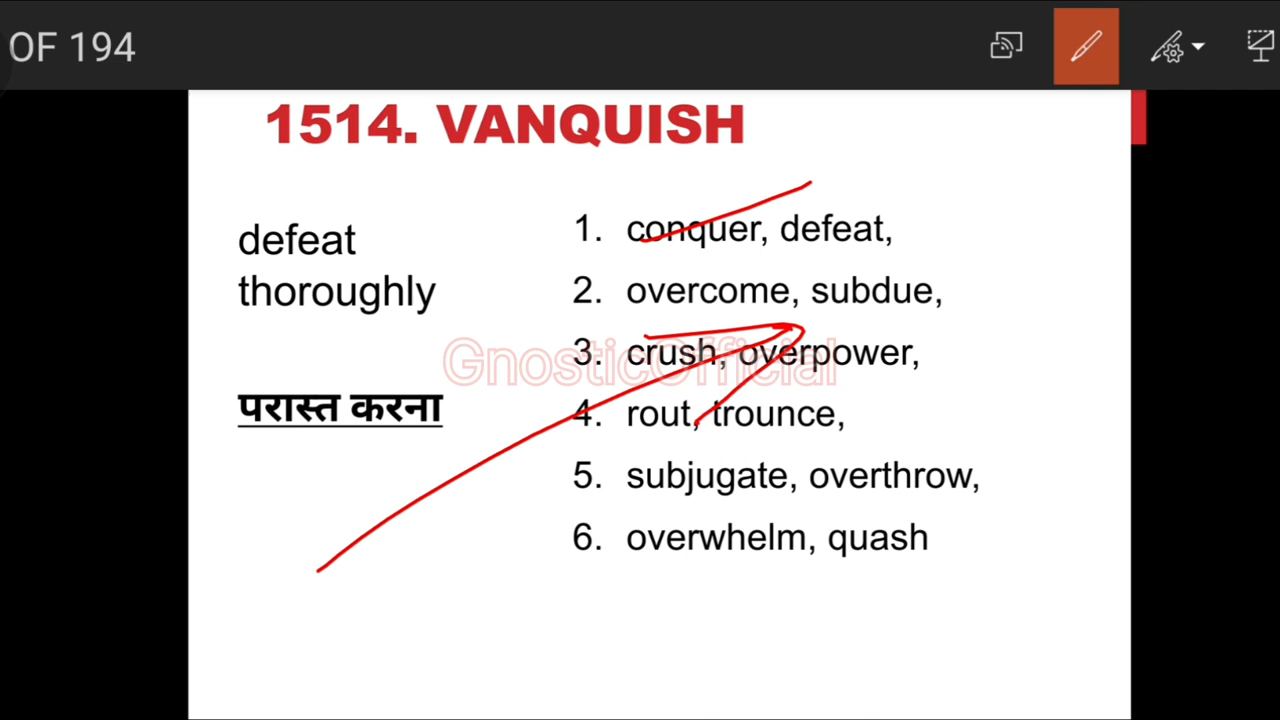 OF 194
1514. VANQUISH
defeat
thoroughly
परास्त करना
1. conquer, defeat,
2. overcome, subdue,
3. crush, overpower,
4. rout, trounce,
5. subjugate, overthrow,
6. overwhelm, quash
GnosticOfficial